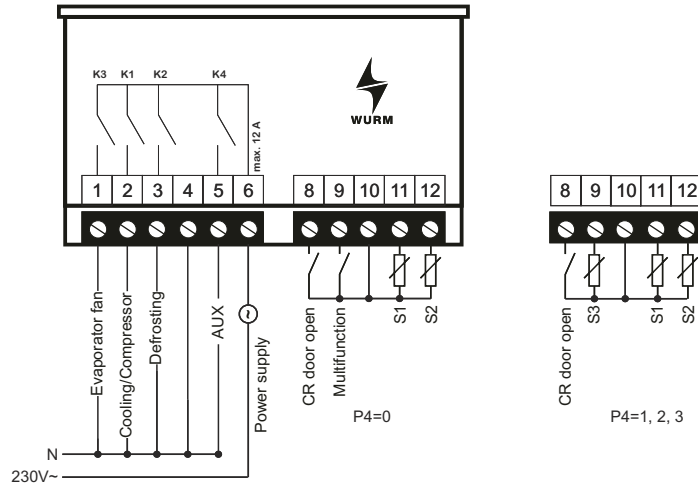 K3 K1 K2 K4
max. 12 A
WURM
1 2 3 4 5 6 8 9 10 11 12
8 9 10 11 12
Evaporator fan
Cooling/Compressor
Defrosting
AUX
~
Power supply
CR door open
Multifunction
S1
S2
P4=0
CR door open
S3
S1
S2
P4=1, 2, 3
N
230V~